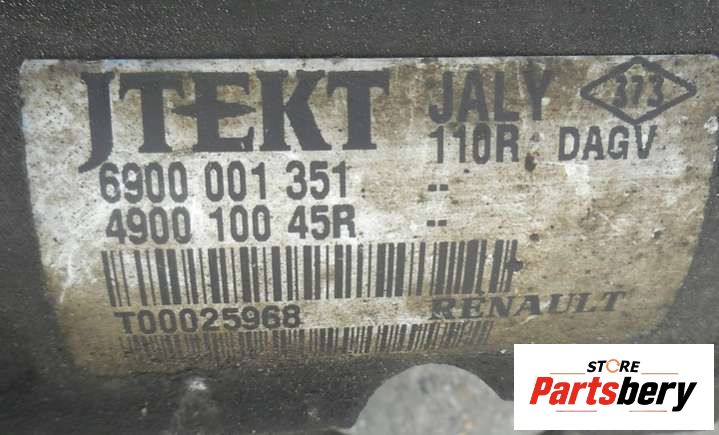 JTEKT JALY 373
110R DAGV
6900 001 351 --
4900 100 45R --
T00025968 RENAULT
STORE
Partsbery